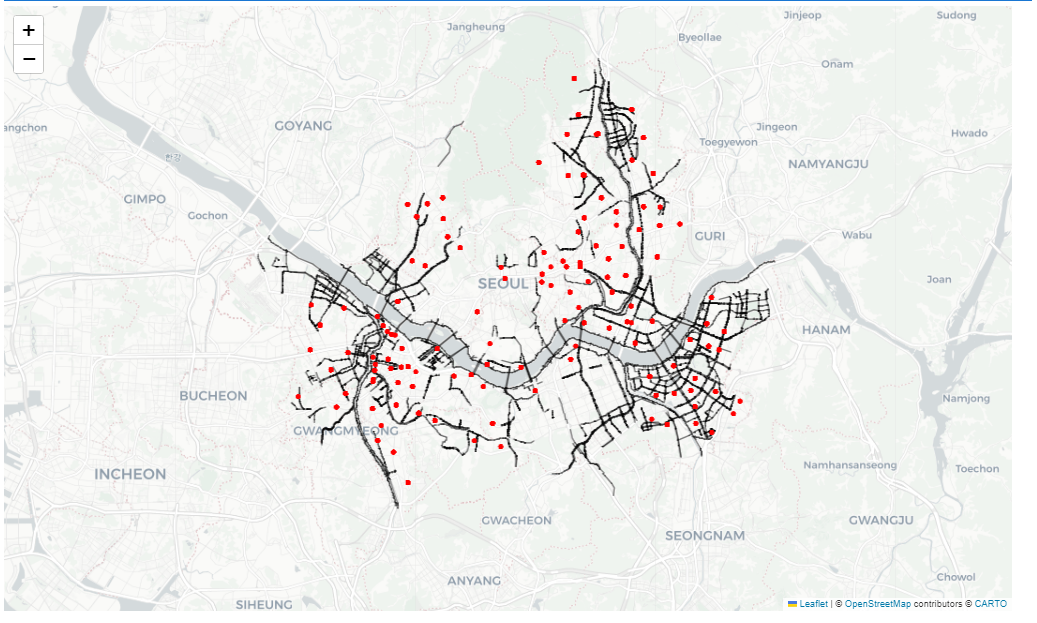 +
−
Jangheung
Jinjeop
Sudong
Byeollae
Onam
angchon
GOYANG
Jingeon
Togyewon
Hwado
한강
NAMYANGJU
GIMPO
Gochon
GURI
Wabu
SEOUL
Joan
HANAM
BUCHEON
Namjong
GWANGMYEONG
INCHEON
Namhansanseong
Toechon
GWACHEON
GWANGJU
SEONGNAM
ANYANG
Chowol
SIHEUNG
Leaflet | © OpenStreetMap contributors © CARTO